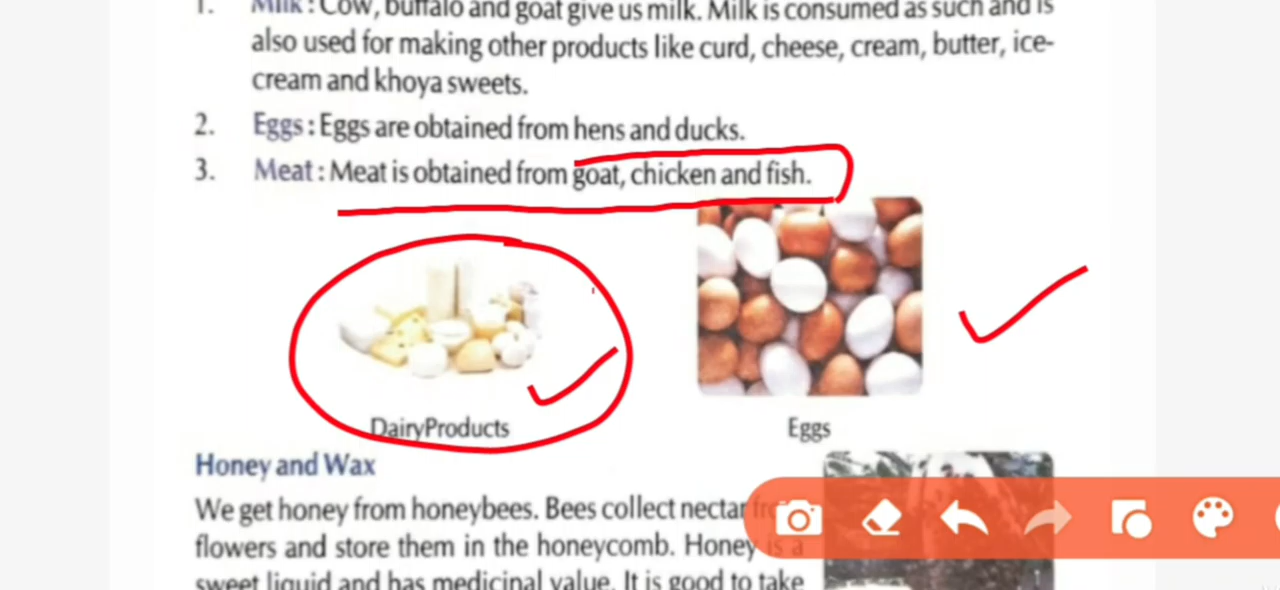 1. Milk : Cow, buffalo and goat give us milk. Milk is consumed as such and is
also used for making other products like curd, cheese, cream, butter, ice-
cream and khoya sweets.
2. Eggs : Eggs are obtained from hens and ducks.
3. Meat : Meat is obtained from goat, chicken and fish.
DairyProducts
Eggs
Honey and Wax
We get honey from honeybees. Bees collect nectar from
flowers and store them in the honeycomb. Honey is a
sweet liquid and has medicinal value. It is good to take